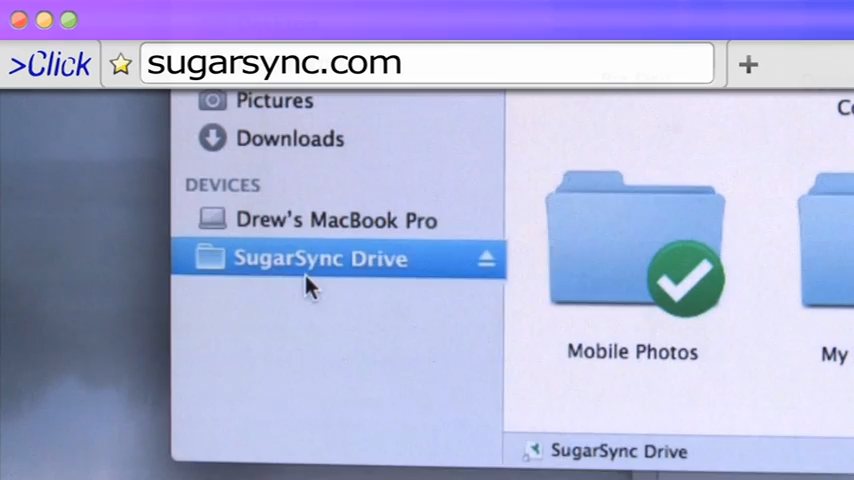 >Click
sugarsync.com
Pictures
Downloads
DEVICES
Drew's MacBook Pro
SugarSync Drive
Mobile Photos
My
SugarSync Drive